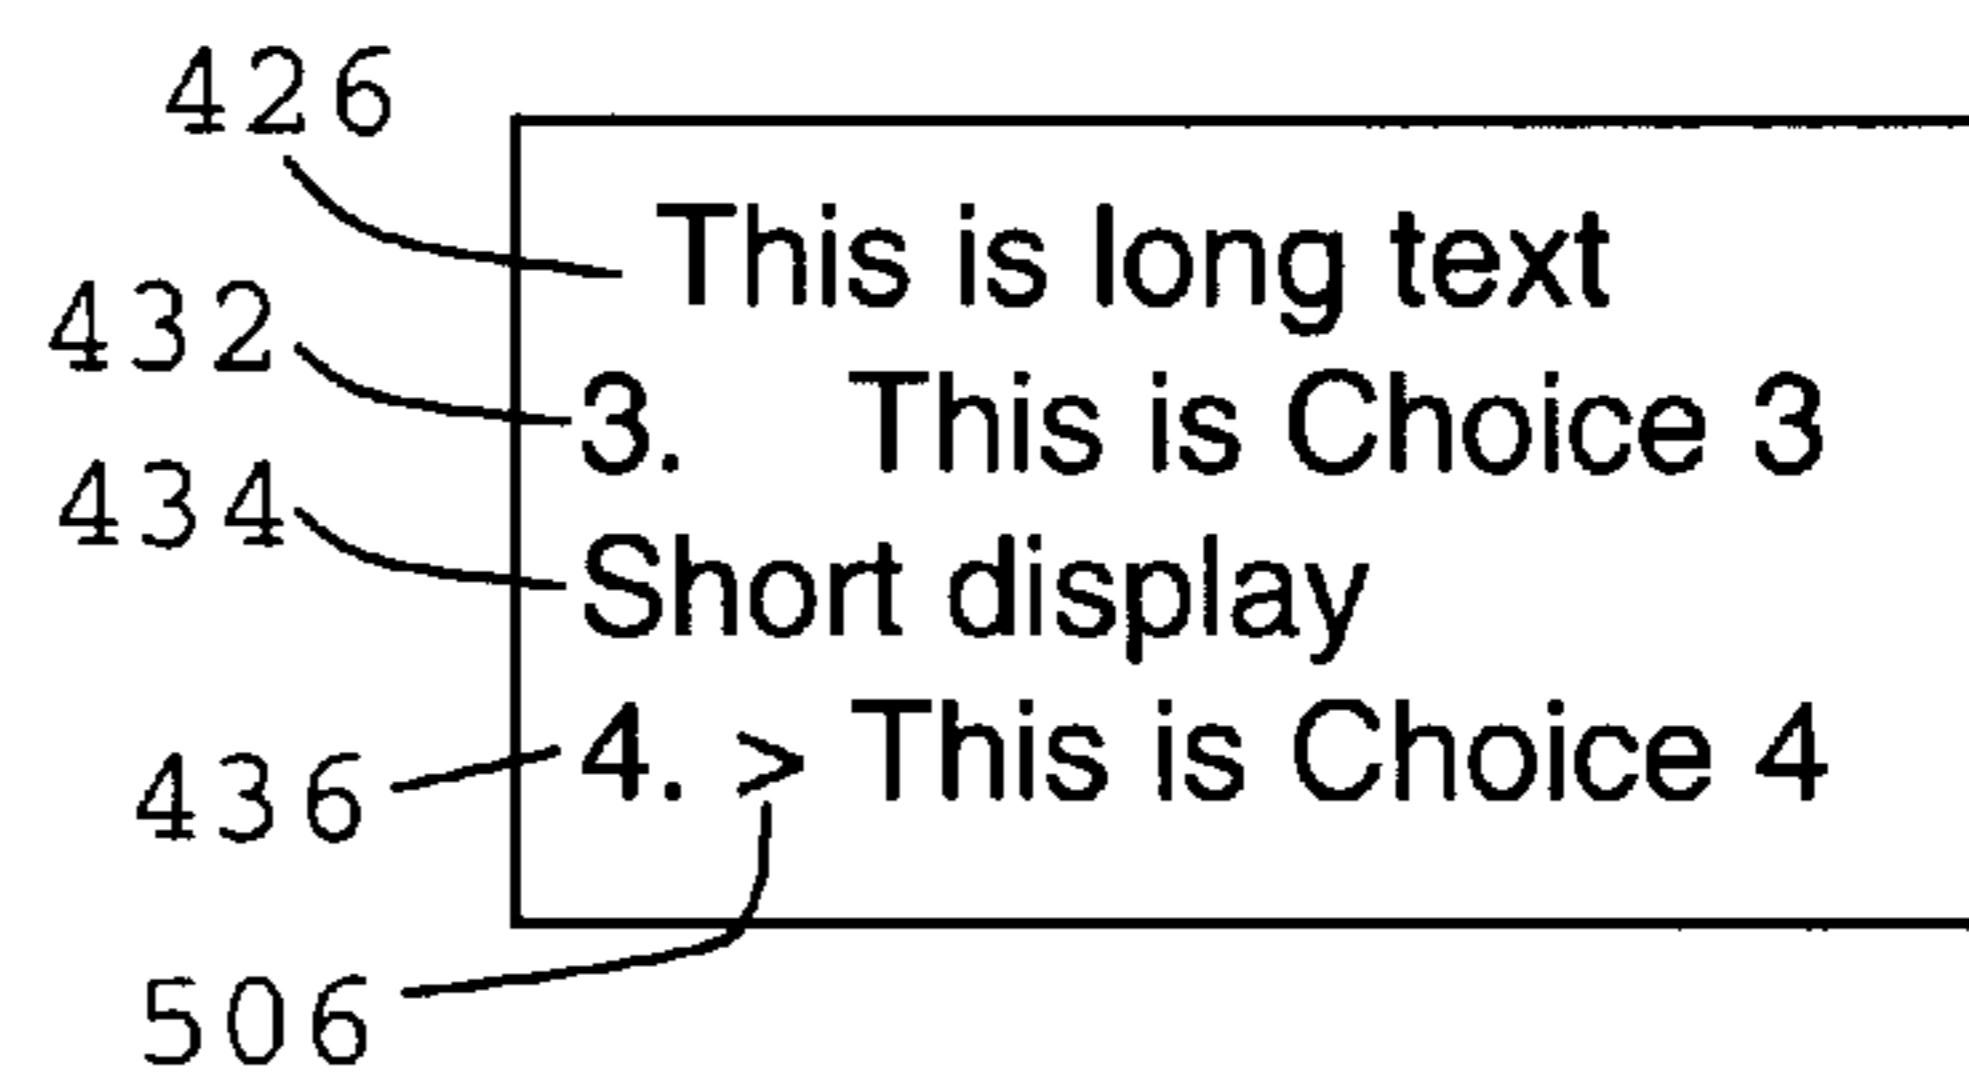 426
This is long text
432
3. This is Choice 3
434
Short display
436
4. > This is Choice 4
506